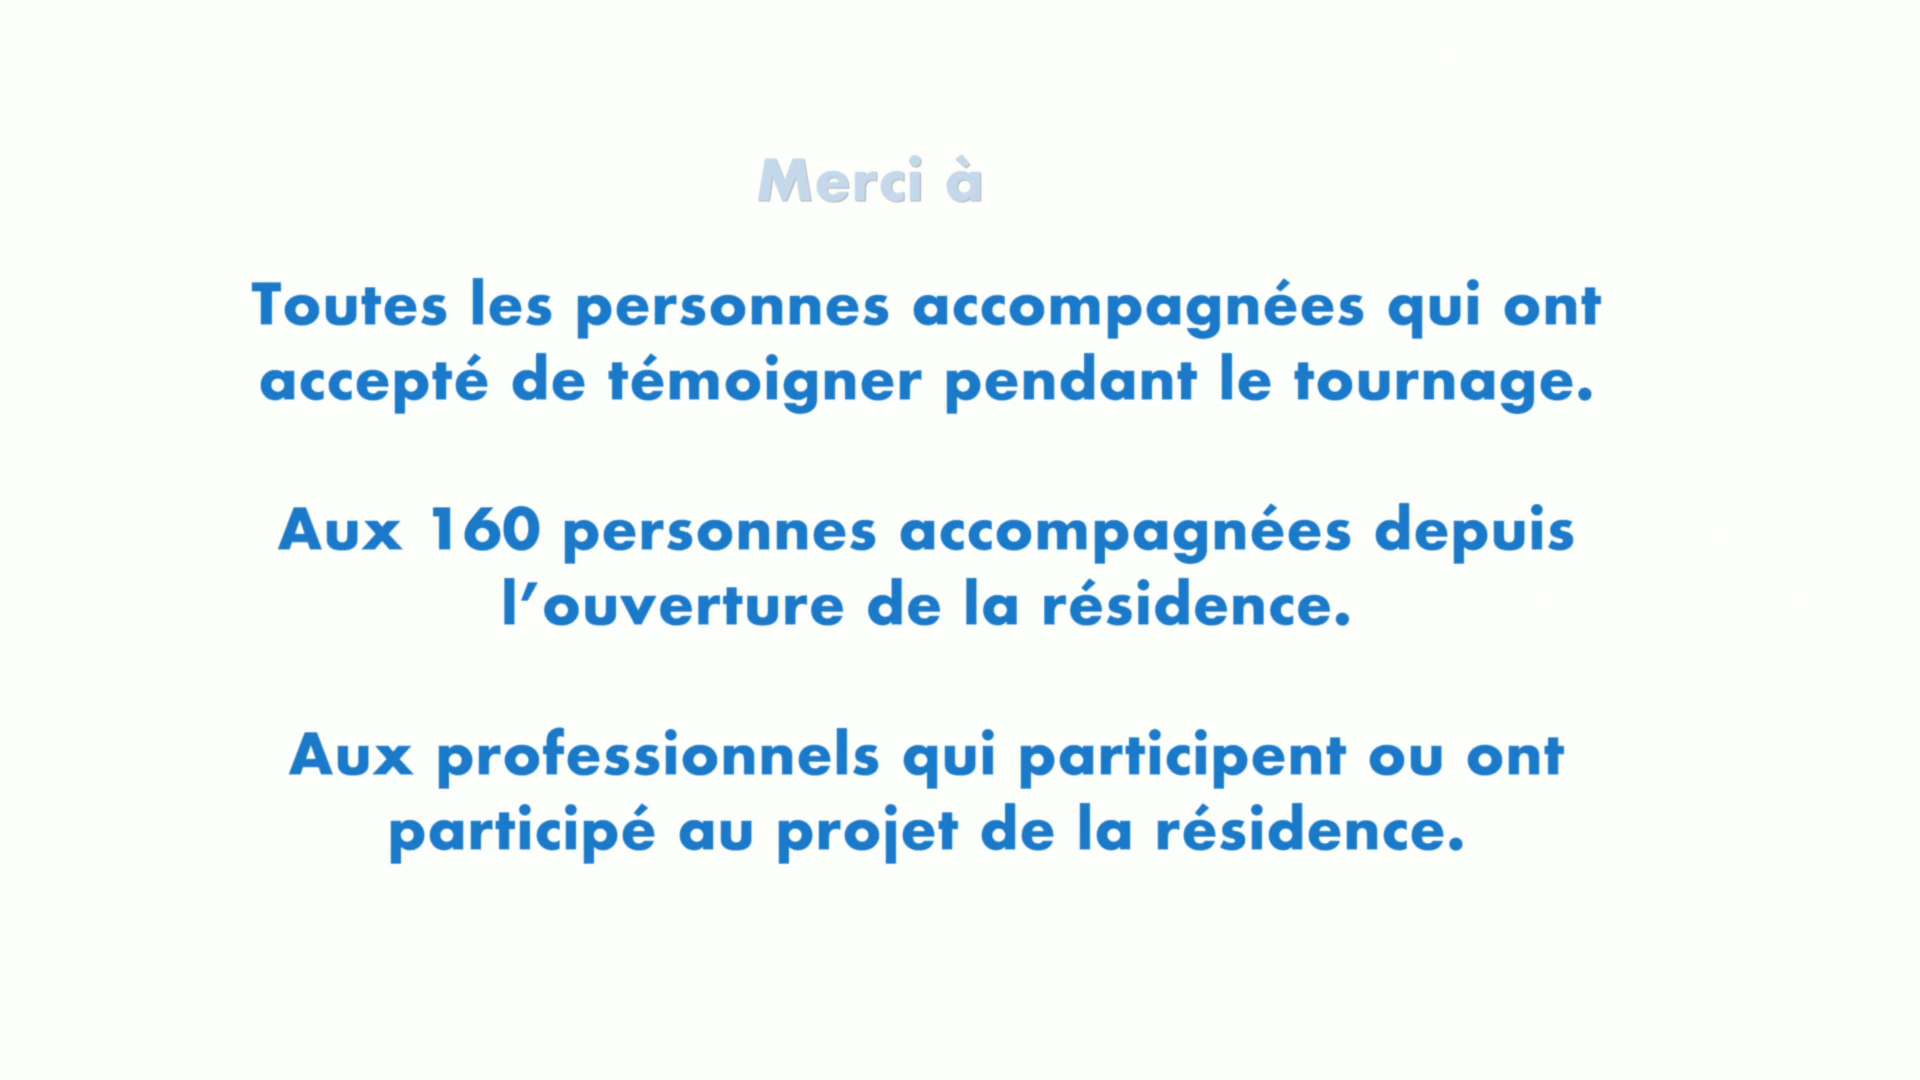 Merci à
Toutes les personnes accompagnées qui ont
accepté de témoigner pendant le tournage.
Aux 160 personnes accompagnées depuis
l’ouverture de la résidence.
Aux professionnels qui participent ou ont
participé au projet de la résidence.